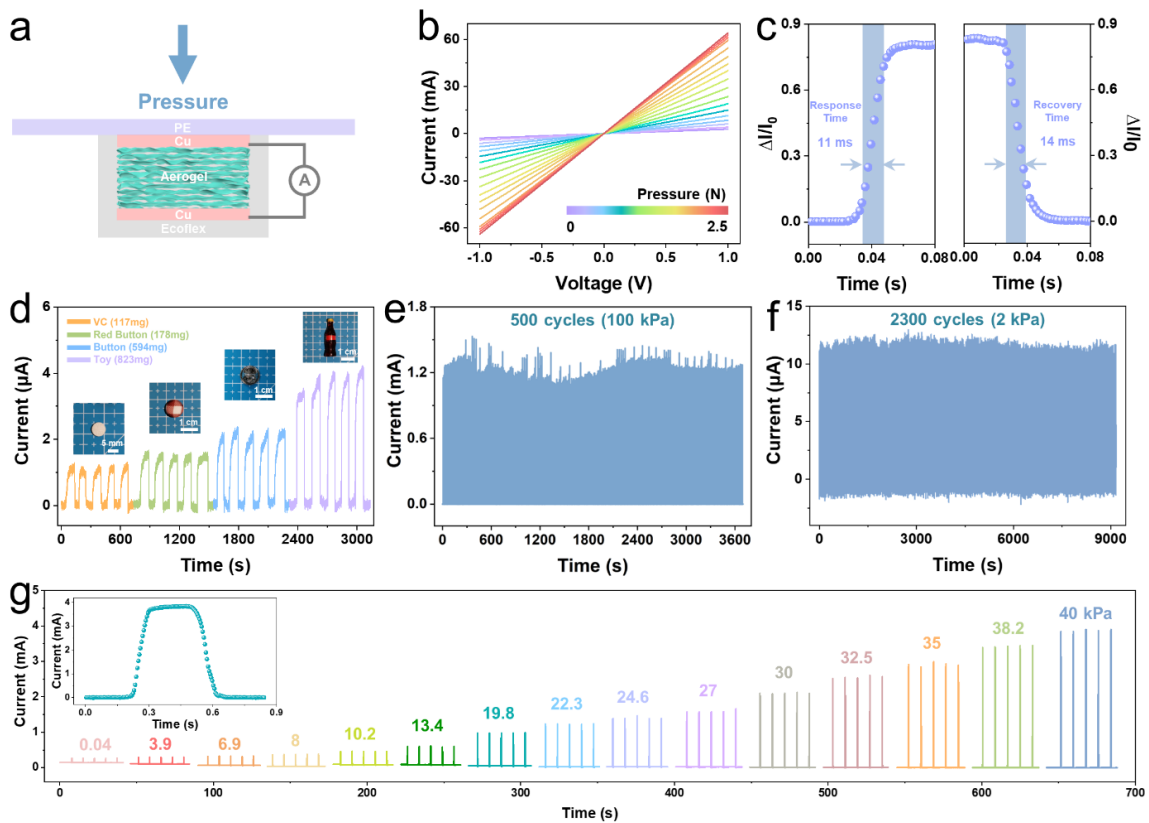 a
Pressure
PE
Cu
Aerogel
Cu
Ecoflex
A
b
Current (mA)
60
30
0
-30
-60
Pressure (N)
0
2.5
-1.0
-0.5
0.0
0.5
1.0
Voltage (V)
c
ΔI/I0
0.9
0.6
0.3
0.0
Response
Time
11 ms
0.00
0.04
0.08
Time (s)
Recovery
Time
14 ms
0.00
0.04
0.08
Time (s)
0.9
0.6
0.3
0.0
ΔI/I0
d
Current (μA)
6
4
2
0
VC (117mg)
Red Button (178mg)
Button (594mg)
Toy (823mg)
5 mm
1 cm
1 cm
1 cm
0
600
1200
1800
2400
3000
Time (s)
e
Current (mA)
1.8
1.2
0.6
0.0
500 cycles (100 kPa)
0
600
1200
1800
2400
3000
3600
Time (s)
f
Current (μA)
15
10
5
0
2300 cycles (2 kPa)
0
3000
6000
9000
Time (s)
g
Current (mA)
5
4
3
2
1
0
Current (mA)
4
3
2
1
0
0.0
0.3
0.6
0.9
Time (s)
0.04
3.9
6.9
8
10.2
13.4
19.8
22.3
24.6
27
30
32.5
35
38.2
40 kPa
0
100
200
300
400
500
600
700
Time (s)